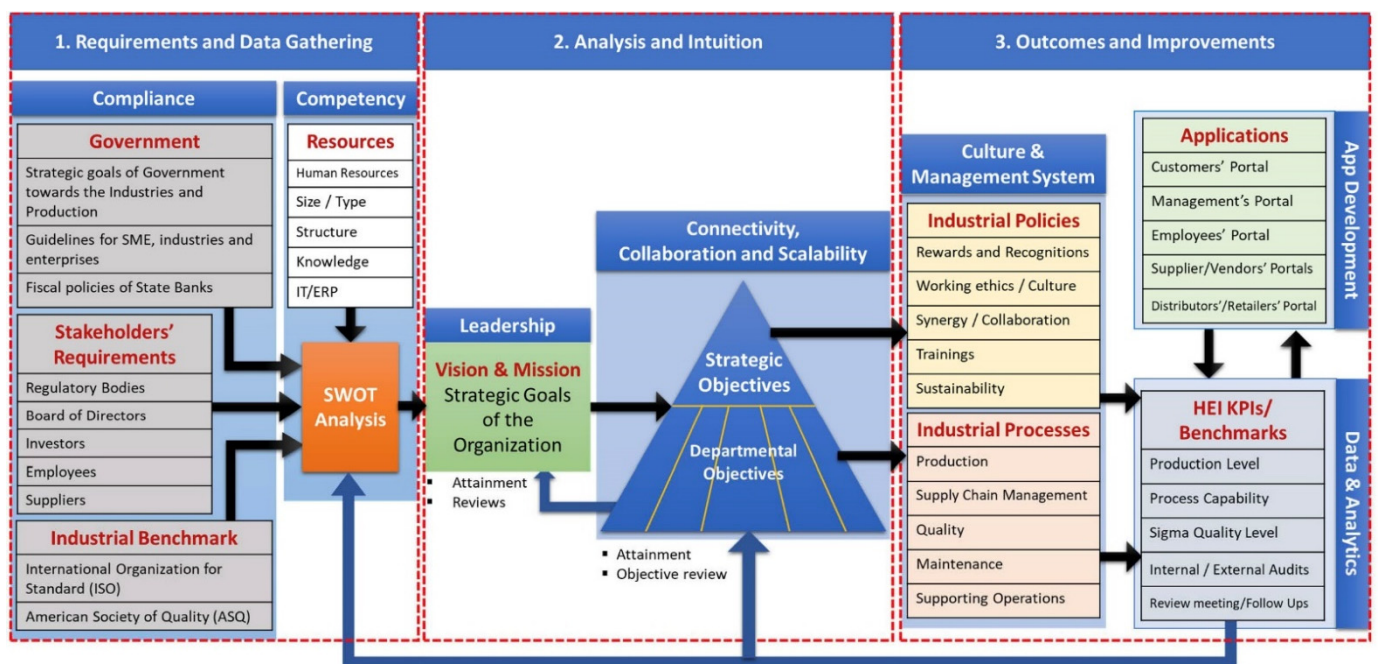 1. Requirements and Data Gathering
Compliance
Government
Strategic goals of Government
towards the Industries and
Production
Guidelines for SME, industries and
enterprises
Fiscal policies of State Banks
Stakeholders'
Requirements
Regulatory Bodies
Board of Directors
Investors
Employees
Suppliers
Industrial Benchmark
International Organization for
Standard (ISO)
American Society of Quality (ASQ)
Competency
Resources
Human Resources
Size / Type
Structure
Knowledge
IT/ERP
SWOT
Analysis
2. Analysis and Intuition
Leadership
Vision & Mission
Strategic Goals
of the
Organization
▪ Attainment
▪ Reviews
Connectivity,
Collaboration and Scalability
Strategic
Objectives
Departmental
Objectives
▪ Attainment
▪ Objective review
3. Outcomes and Improvements
Culture &
Management System
Industrial Policies
Rewards and Recognitions
Working ethics / Culture
Synergy / Collaboration
Trainings
Sustainability
Industrial Processes
Production
Supply Chain Management
Quality
Maintenance
Supporting Operations
Applications
Customers' Portal
Management's Portal
Employees' Portal
Supplier/Vendors' Portals
Distributors'/Retailers' Portal
App Development
HEI KPIs/
Benchmarks
Production Level
Process Capability
Sigma Quality Level
Internal / External Audits
Review meeting/Follow Ups
Data & Analytics